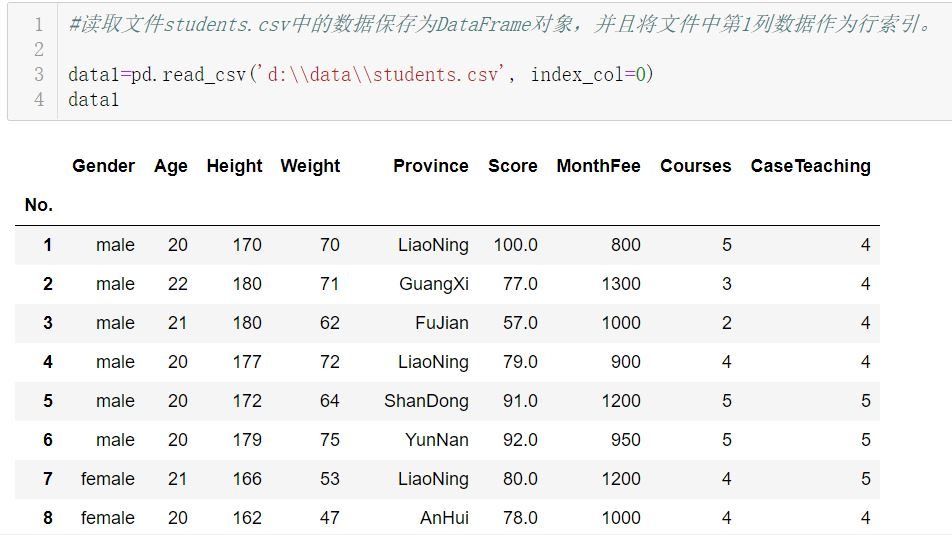 1 #读取文件students.csv中的数据保存为DataFrame对象，并且将文件中第1列数据作为行索引。
2
3 data1=pd.read_csv('d:\\data\\students.csv', index_col=0)
4 data1
Gender Age Height Weight Province Score MonthFee Courses CaseTeaching
No.
1 male 20 170 70 LiaoNing 100.0 800 5 4
2 male 22 180 71 GuangXi 77.0 1300 3 4
3 male 21 180 62 FuJian 57.0 1000 2 4
4 male 20 177 72 LiaoNing 79.0 900 4 4
5 male 20 172 64 ShanDong 91.0 1200 5 5
6 male 20 179 75 YunNan 92.0 950 5 5
7 female 21 166 53 LiaoNing 80.0 1200 4 5
8 female 20 162 47 AnHui 78.0 1000 4 4